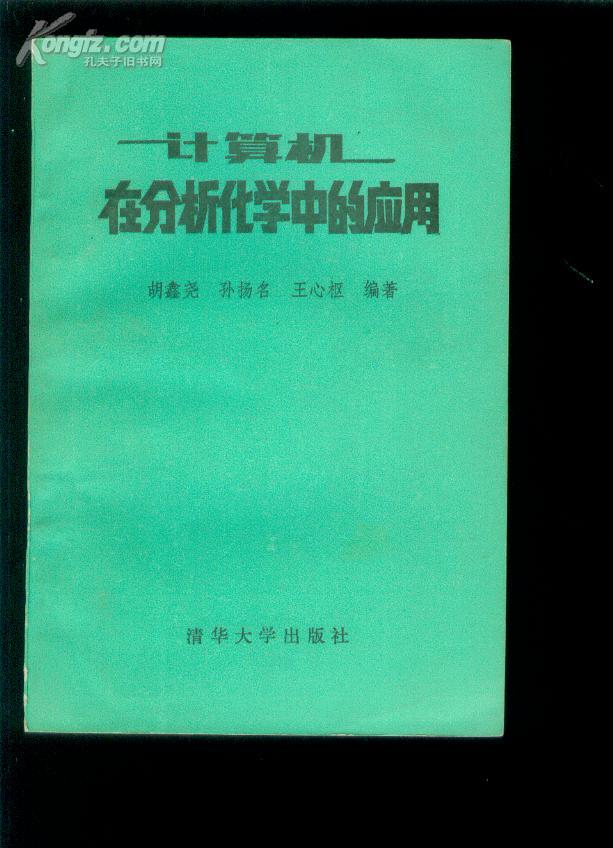 Kongfz.com
孔夫子旧书网
计算机
在分析化学中的应用
胡鑫尧 孙扬名 王心枢 编著
清华大学出版社